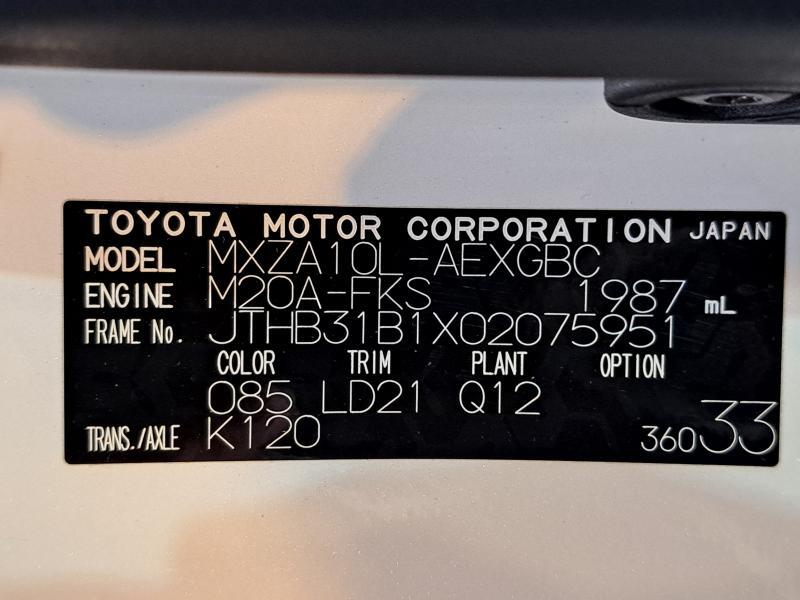 TOYOTA MOTOR CORPORATION JAPAN
MODEL MXZA10L-AEXGBC
ENGINE M20A-FKS 1987 mL
FRAME No. JTHB31B1X02075951
COLOR TRIM PLANT OPTION
085 LD21 Q12
TRANS./AXLE K120 36033